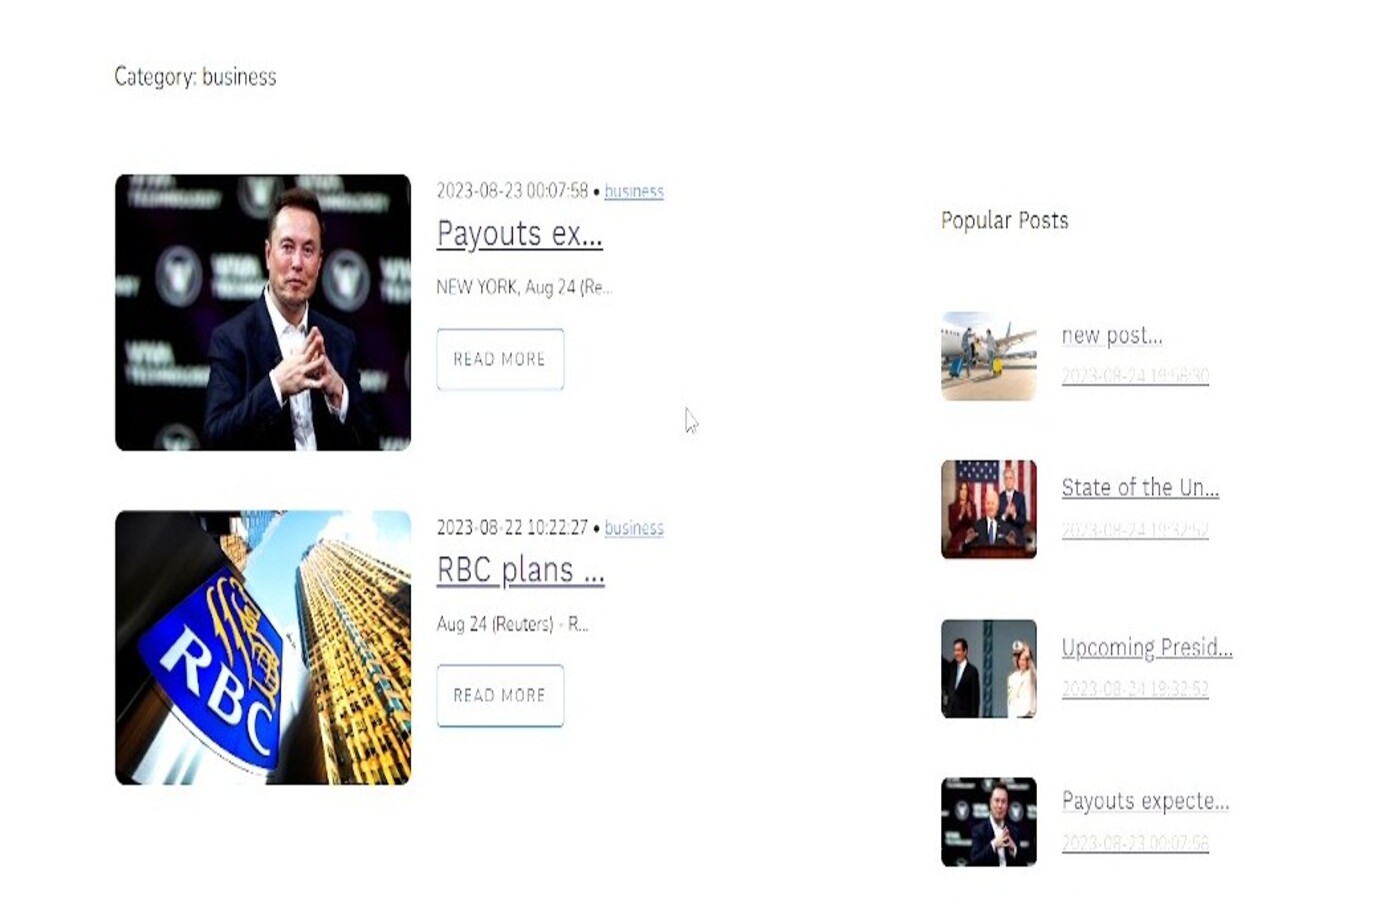 Category: business
2023-08-23 00:07:58 • business
Payouts ex...
NEW YORK, Aug 24 (Re...
READ MORE
RBC
2023-08-22 10:22:27 • business
RBC plans ...
Aug 24 (Reuters) - R...
READ MORE
Popular Posts
new post...
2023-08-24 19:58:30
State of the Un...
2023-08-24 19:32:52
Upcoming Presid...
2023-08-24 19:32:52
Payouts expecte...
2023-08-23 00:07:58